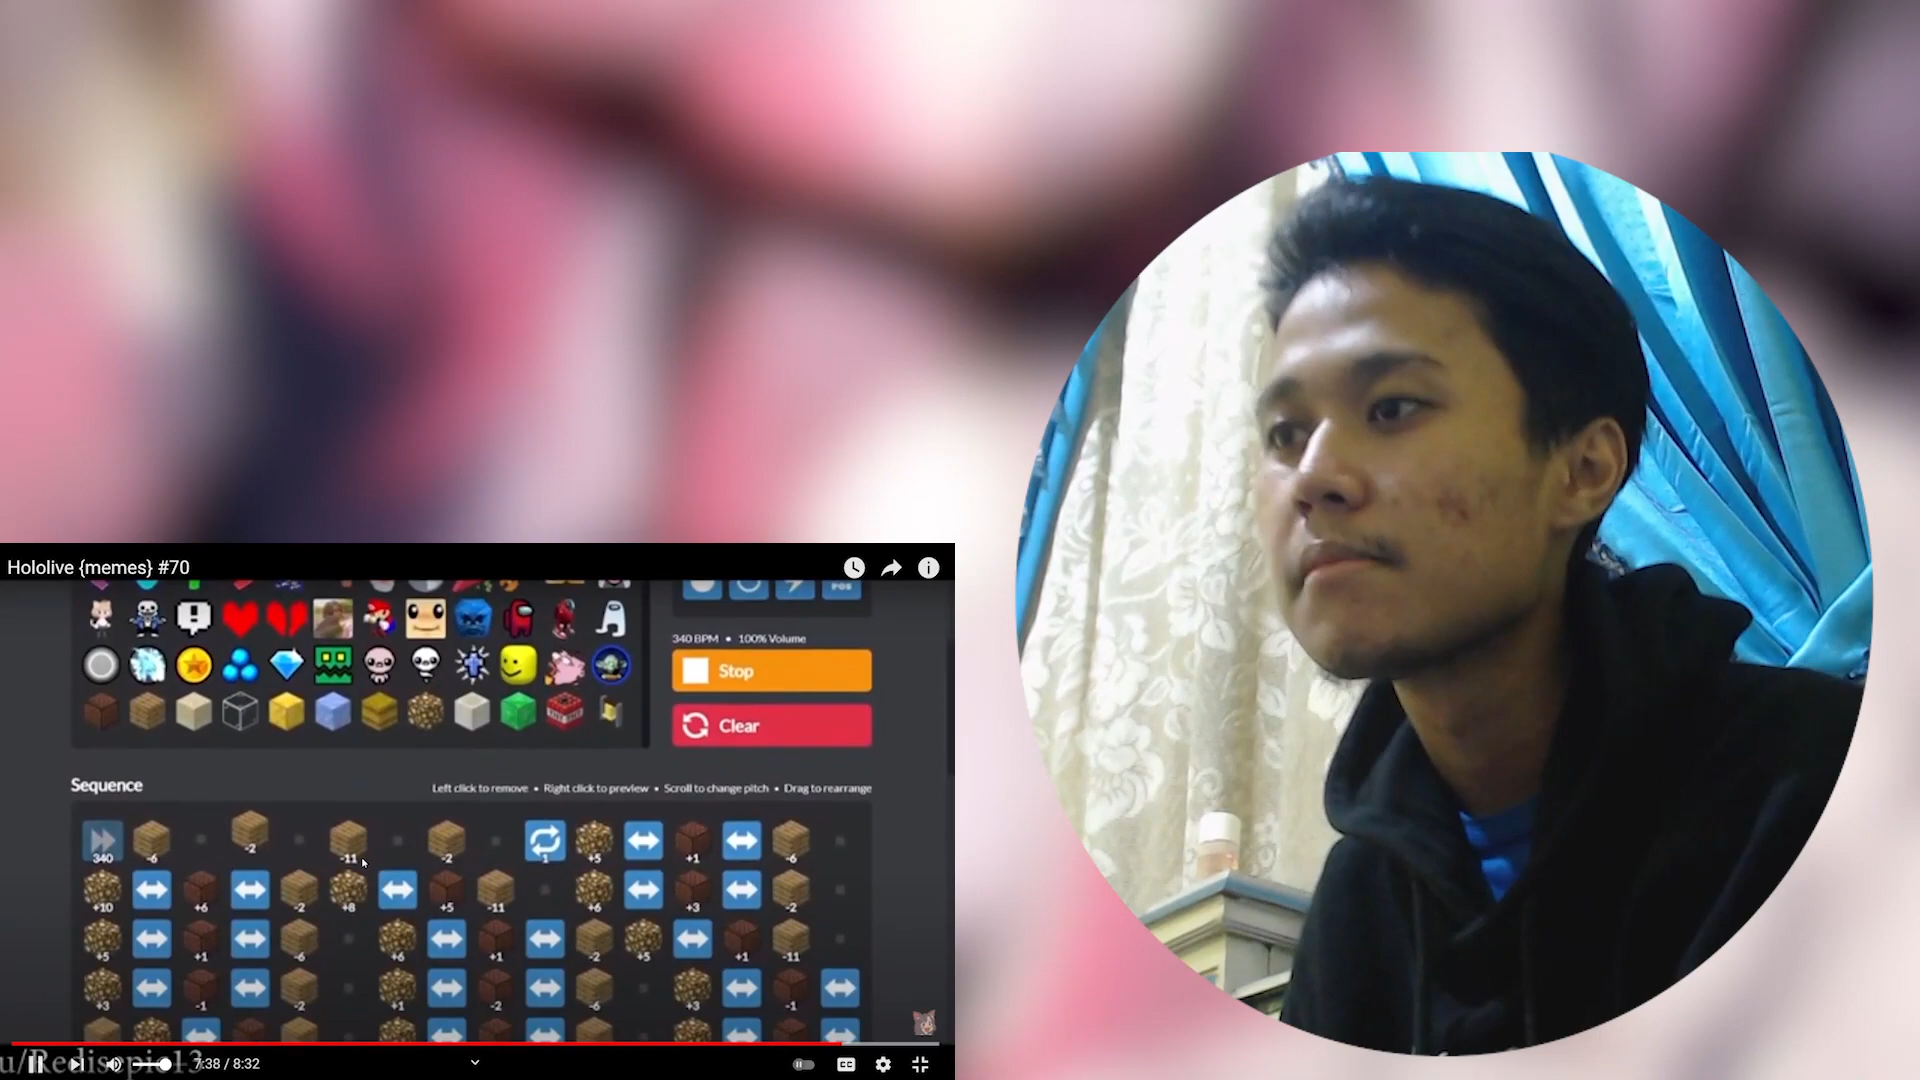 Hololive {memes} #70
340 BPM • 100% Volume
Stop
Clear
Sequence
Left click to remove • Right click to preview • Scroll to change pitch • Drag to rearrange
340 -6 -2 -11 -2 1 +5 +1 -6
+10 +6 -2 +8 +5 -11 +6 +3 -2
+5 +1 -6 +6 +1 -2 +5 +1 -11
+3 -1 -2 +1 -2 -6 +3 -1
7:38 / 8:32
CC